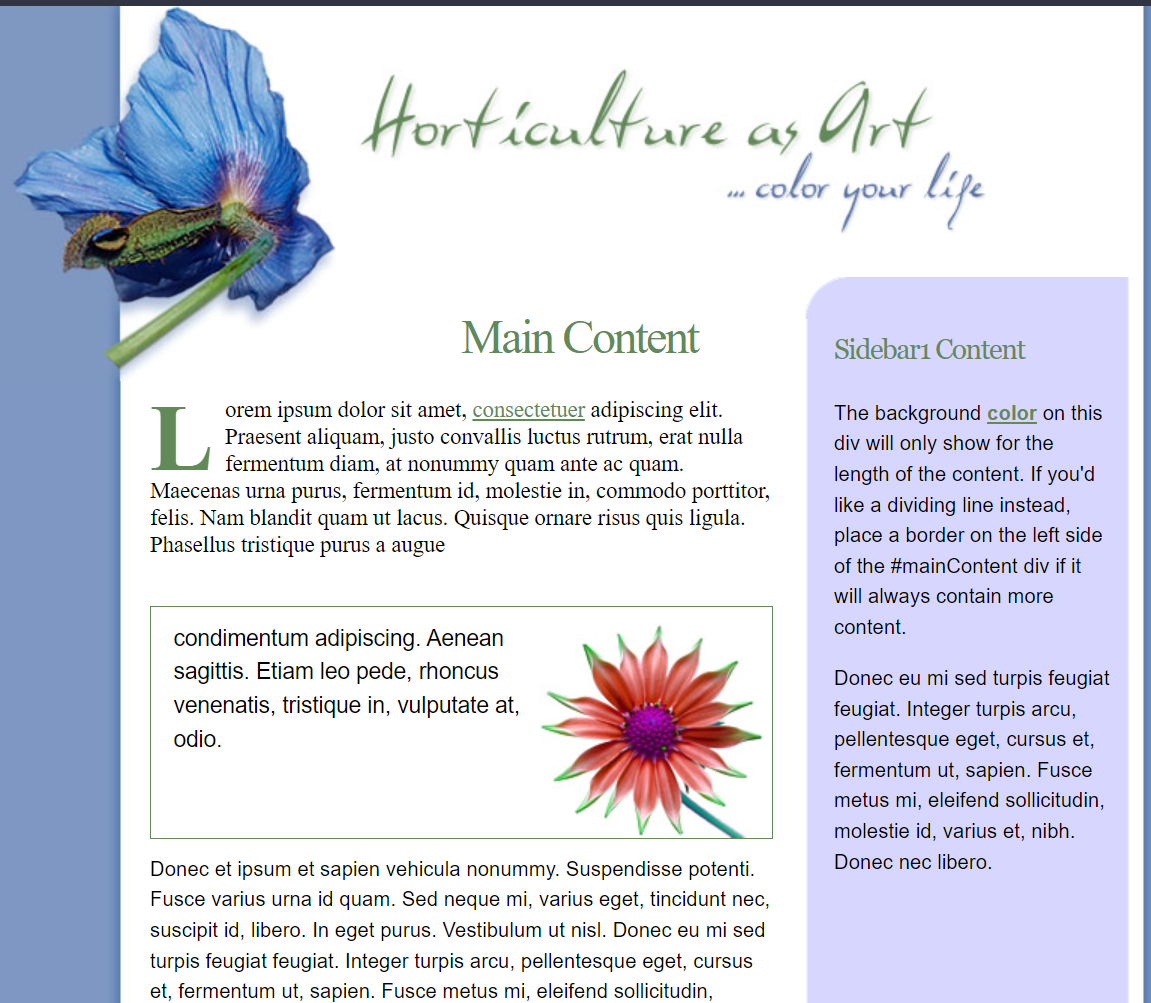 Horticulture as Art
... color your life
Main Content
Lorem ipsum dolor sit amet, consectetuer adipiscing elit.
Praesent aliquam, justo convallis luctus rutrum, erat nulla
fermentum diam, at nonummy quam ante ac quam.
Maecenas urna purus, fermentum id, molestie in, commodo porttitor,
felis. Nam blandit quam ut lacus. Quisque ornare risus quis ligula.
Phasellus tristique purus a augue
condimentum adipiscing. Aenean
sagittis. Etiam leo pede, rhoncus
venenatis, tristique in, vulputate at,
odio.
Donec et ipsum et sapien vehicula nonummy. Suspendisse potenti.
Fusce varius urna id quam. Sed neque mi, varius eget, tincidunt nec,
suscipit id, libero. In eget purus. Vestibulum ut nisl. Donec eu mi sed
turpis feugiat feugiat. Integer turpis arcu, pellentesque eget, cursus
et, fermentum ut, sapien. Fusce metus mi, eleifend sollicitudin,
Sidebar1 Content
The background color on this
div will only show for the
length of the content. If you'd
like a dividing line instead,
place a border on the left side
of the #mainContent div if it
will always contain more
content.
Donec eu mi sed turpis feugiat
feugiat. Integer turpis arcu,
pellentesque eget, cursus et,
fermentum ut, sapien. Fusce
metus mi, eleifend sollicitudin,
molestie id, varius et, nibh.
Donec nec libero.